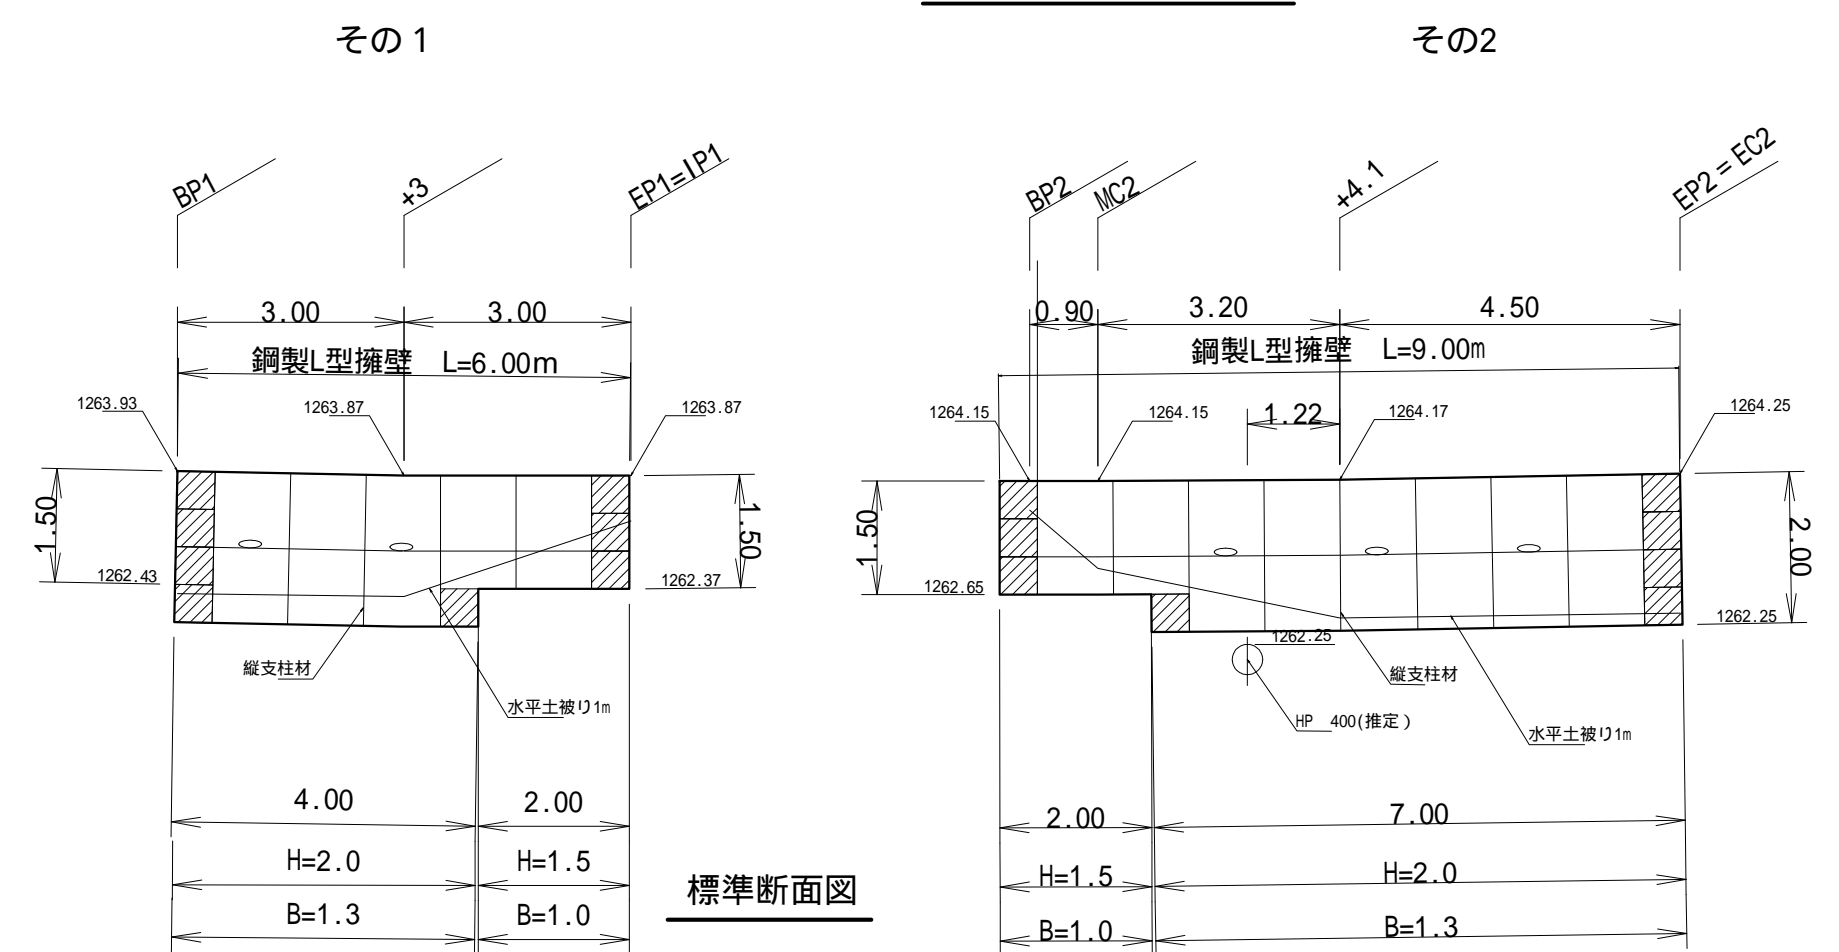 その1
その2
BP1
+3
EP1=IP1
BP2
MC2
+4.1
EP2=EC2
3.00
3.00
0.90
3.20
4.50
鋼製L型擁壁 L=6.00m
鋼製L型擁壁 L=9.00m
1263.93
1263.87
1263.87
1264.15
1264.15
1.22
1264.17
1264.25
1.50
1.50
1.50
2.00
1262.43
1262.37
1262.65
1262.25
1262.25
縦支柱材
縦支柱材
水平土被り1m
HP 400(推定)
水平土被り1m
4.00
2.00
2.00
7.00
H=2.0
H=1.5
H=1.5
H=2.0
標準断面図
B=1.3
B=1.0
B=1.0
B=1.3